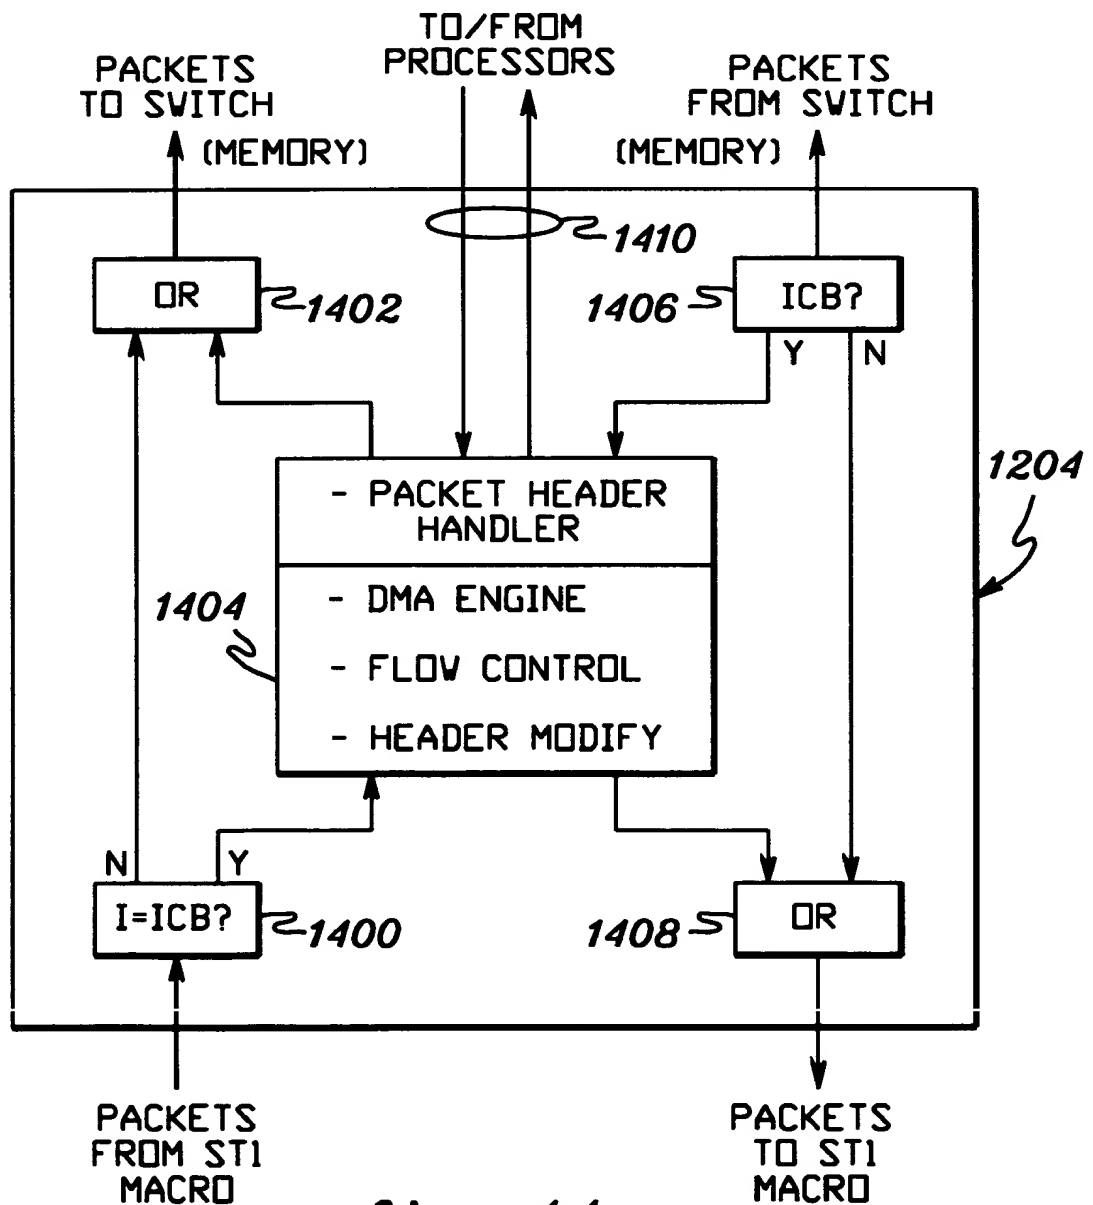 TO/FROM
PROCESSORS
PACKETS
TO SWITCH
(MEMORY)
PACKETS
FROM SWITCH
(MEMORY)
1410
OR
1402
1406
ICB?
Y N
1204
- PACKET HEADER
HANDLER
- DMA ENGINE
- FLOW CONTROL
- HEADER MODIFY
1404
N Y
I=ICB?
1400
1408
OR
PACKETS
FROM STI
MACRO
PACKETS
TO STI
MACRO